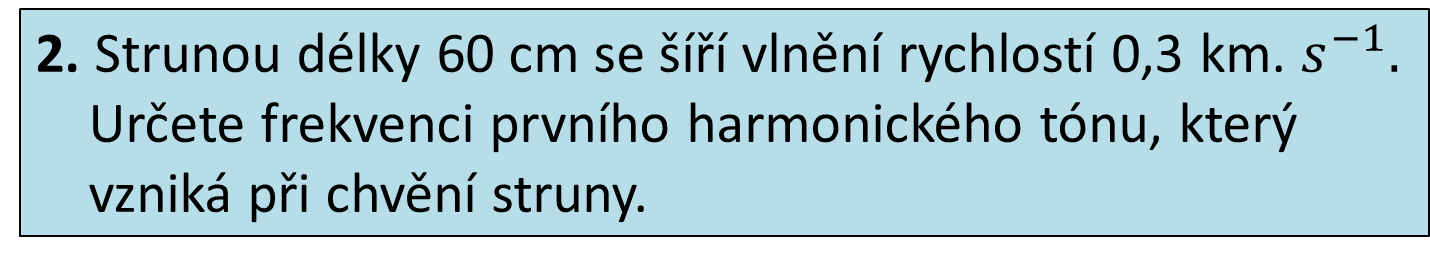 2. Strunou délky 60 cm se šíří vlnění rychlostí 0,3 km. s⁻¹.
Určete frekvenci prvního harmonického tónu, který
vzniká při chvění struny.